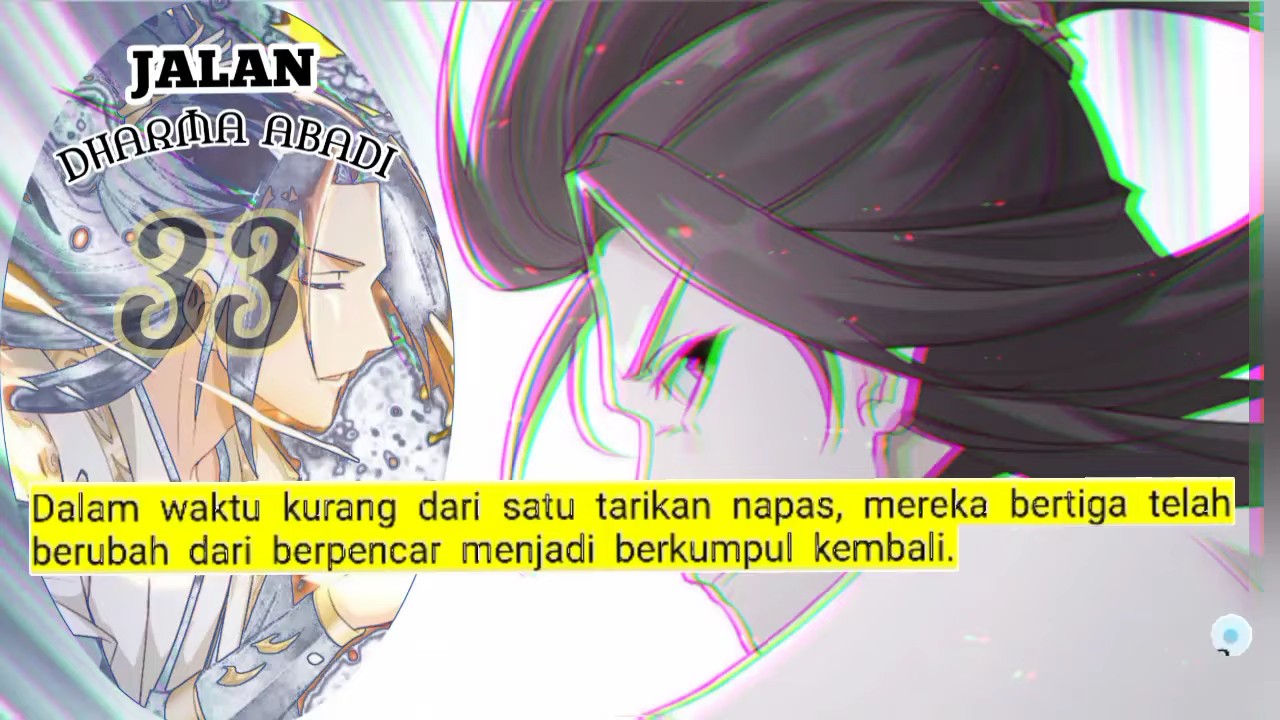 JALAN
DHARMA ABADI
33
Dalam waktu kurang dari satu tarikan napas, mereka bertiga telah
berubah dari berpencar menjadi berkumpul kembali.